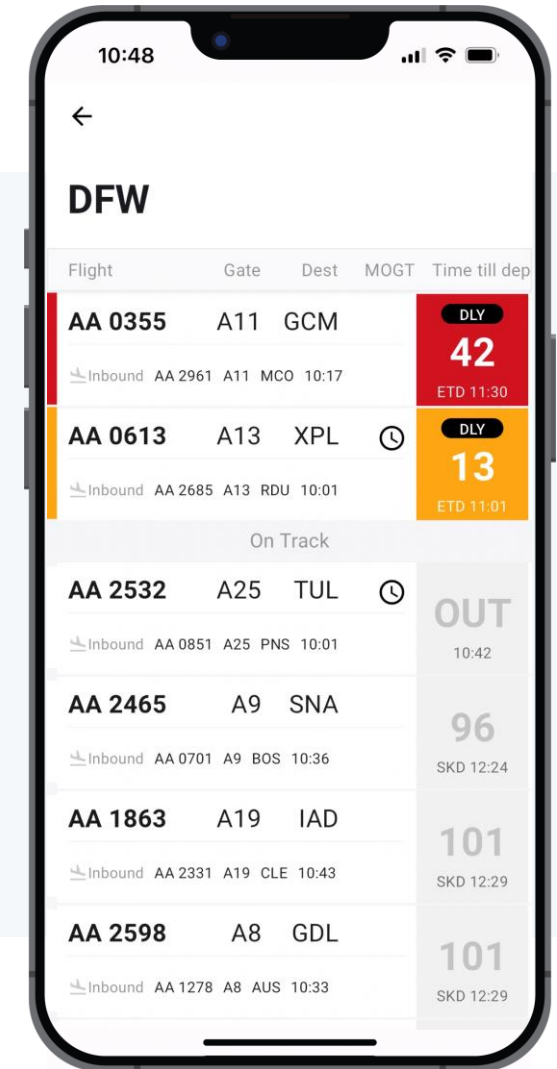 10:48
DFW
Flight Gate Dest MOGT Time till dep
AA 0355 A11 GCM DLY
42
Inbound AA 2961 A11 MCO 10:17 ETD 11:30
AA 0613 A13 XPL DLY
13
Inbound AA 2685 A13 RDU 10:01 ETD 11:01
On Track
AA 2532 A25 TUL OUT
Inbound AA 0851 A25 PNS 10:01 10:42
AA 2465 A9 SNA 96
Inbound AA 0701 A9 BOS 10:36 SKD 12:24
AA 1863 A19 IAD 101
Inbound AA 2331 A19 CLE 10:43 SKD 12:29
AA 2598 A8 GDL 101
Inbound AA 1278 A8 AUS 10:33 SKD 12:29